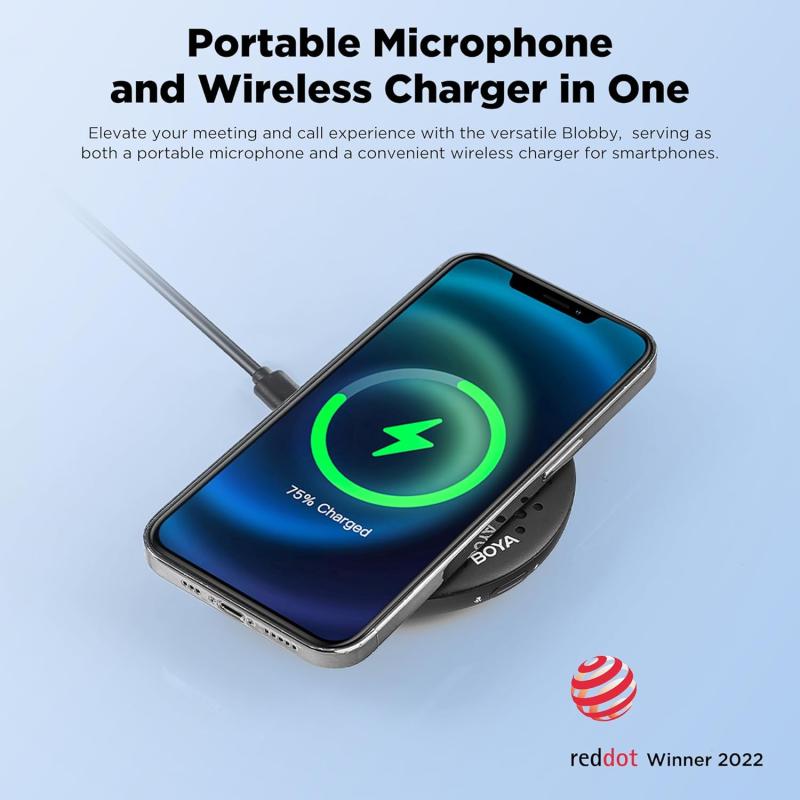 Portable Microphone
and Wireless Charger in One
Elevate your meeting and call experience with the versatile Blobby, serving as
both a portable microphone and a convenient wireless charger for smartphones.
75% Charged
BOYA
reddot Winner 2022